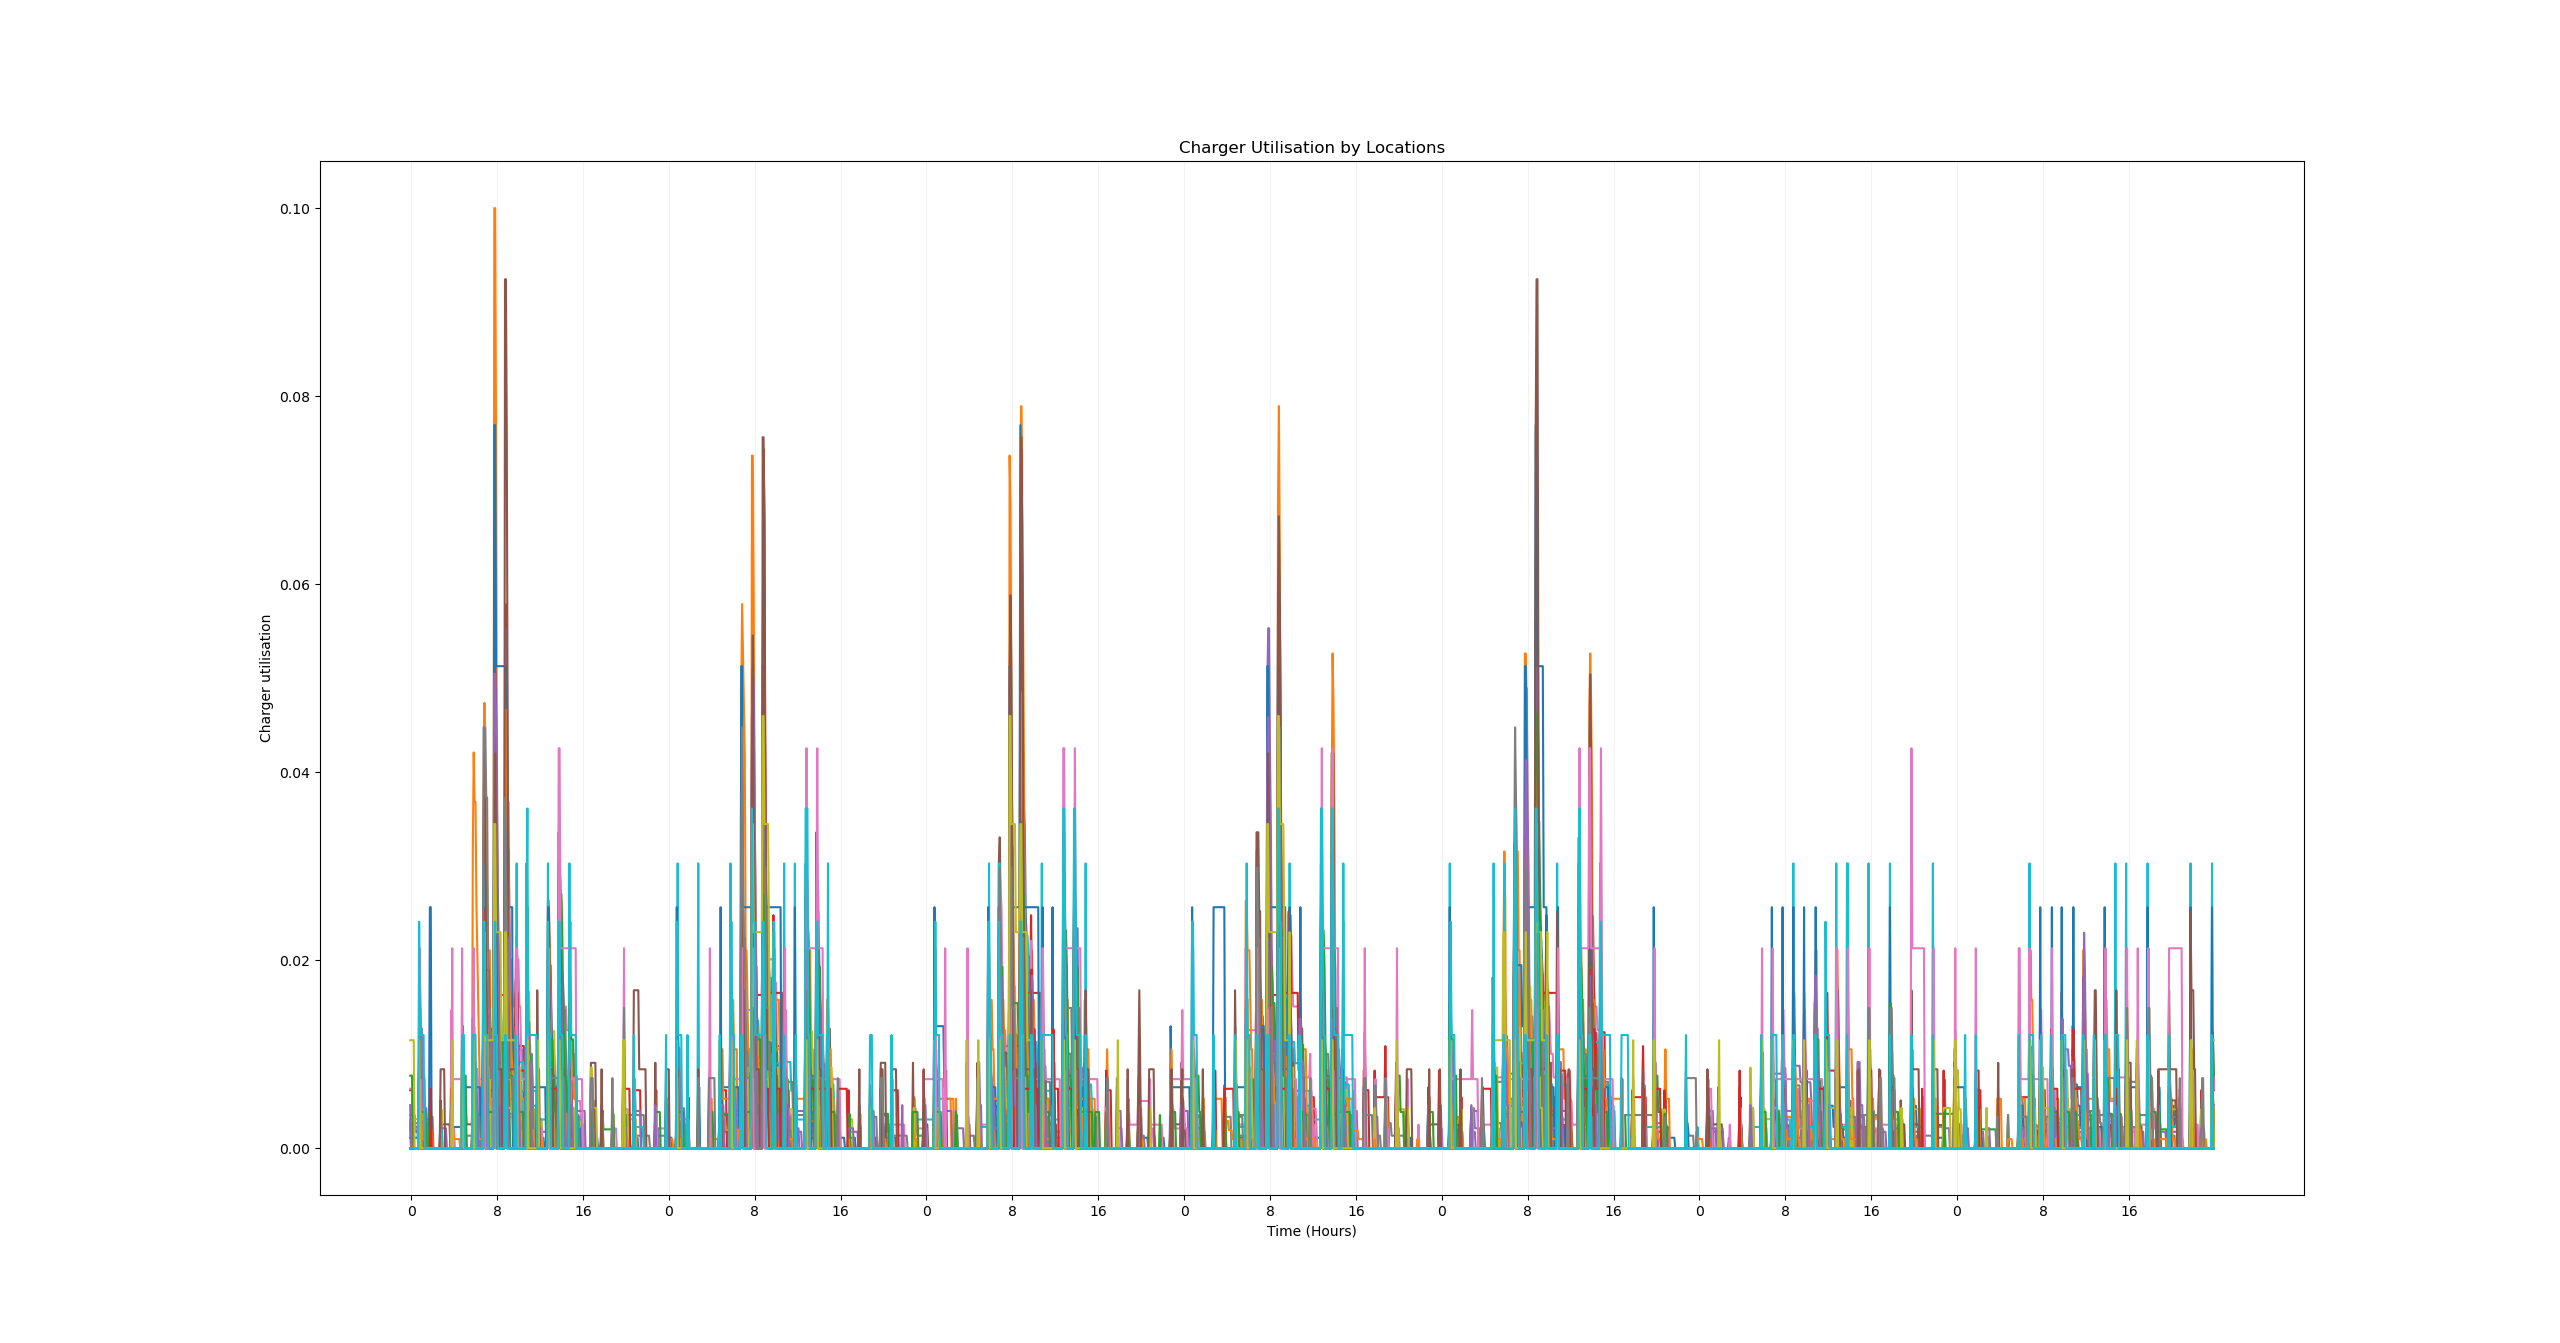 Charger Utilisation by Locations
0.10
0.08
0.06
0.04
0.02
0.00
Charger utilisation
0 8 16 0 8 16 0 8 16 0 8 16 0 8 16 0 8 16 0 8 16
Time (Hours)